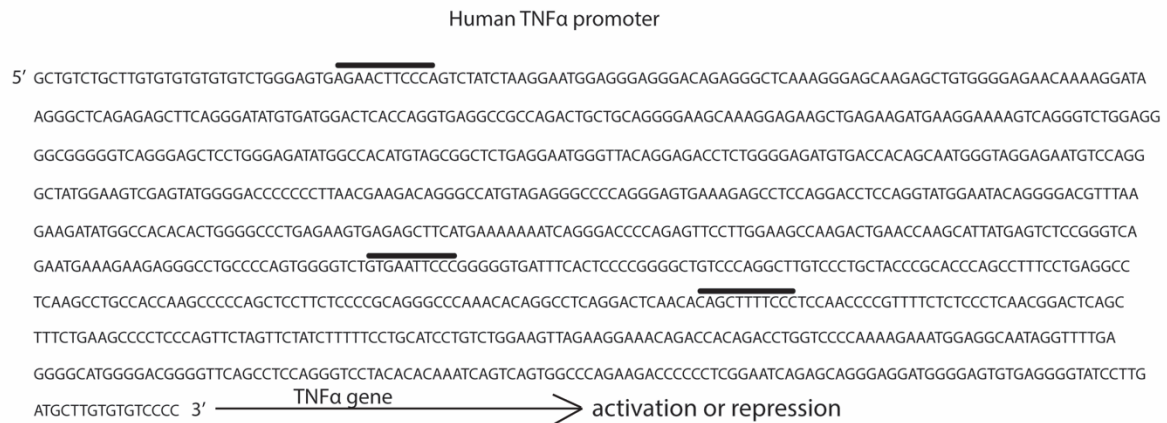 Human TNFα promoter
5’ GCTGTCTGCTTGTGTGTGTGTGTCTGGGAGTGAGAACTTCCCAGTCTATCTAAGGAATGGAGGGAGGGACAGAGGGCTCAAAGGGAGCAAGAGCTGTGGGGAGAACAAAAGGATA
AGGGCTCAGAGAGCTTCAGGGATATGTGATGGACTCACCAGGTGAGGCCGCCAGACTGCTGCAGGGGAAGCAAAGGAGAAGCTGAGAAGATGAAGGAAAAGTCAGGGTCTGGAGG
GGCGGGGGTCAGGGAGCTCCTGGGAGATATGGCCACATGTAGCGGCTCTGAGGAATGGGTTACAGGAGACCTCTGGGGAGATGTGACCACAGCAATGGGTAGGAGAATGTCCAGG
GCTATGGAAGTCGAGTATGGGGACCCCCCCTTAACGAAGACAGGGCCATGTAGAGGGCCCCAGGGAGTGAAAGAGCCTCCAGGACCTCCAGGTATGGAATACAGGGGACGTTTAA
GAAGATATGGCCACACACTGGGGCCCTGAGAAGTGAGAGCTTCATGAAAAAAATCAGGGACCCCAGAGTTCCTTGGAAGCCAAGACTGAACCAAGCATTATGAGTCTCCGGGTCA
GAATGAAAGAAGAGGGCCTGCCCCAGTGGGGTCTGTGAATTCCCGGGGGTGATTTCACTCCCCGGGGCTGTCCCAGGCTTGTCCCTGCTACCCGCACCCAGCCTTTCCTGAGGCC
TCAAGCCTGCCACCAAGCCCCCAGCTCCTTCTCCCCGCAGGGCCCAAACACAGGCCTCAGGACTCAACACAGCTTTTCCCTCCAACCCCGTTTTCTCTCCCTCAACGGACTCAGC
TTTCTGAAGCCCCTCCCAGTTCTAGTTCTATCTTTTTCCTGCATCCTGTCTGGAAGTTAGAAGGAAACAGACCACAGACCTGGTCCCCAAAAGAAATGGAGGCAATAGGTTTTGA
GGGGCATGGGGACGGGGTTCAGCCTCCAGGGTCCTACACACAAATCAGTCAGTGGCCCAGAAGACCCCCCTCGGAATCAGAGCAGGGAGGATGGGGAGTGTGAGGGGTATCCTTG
ATGCTTGTGTGTCCCC 3’ TNFα gene activation or repression